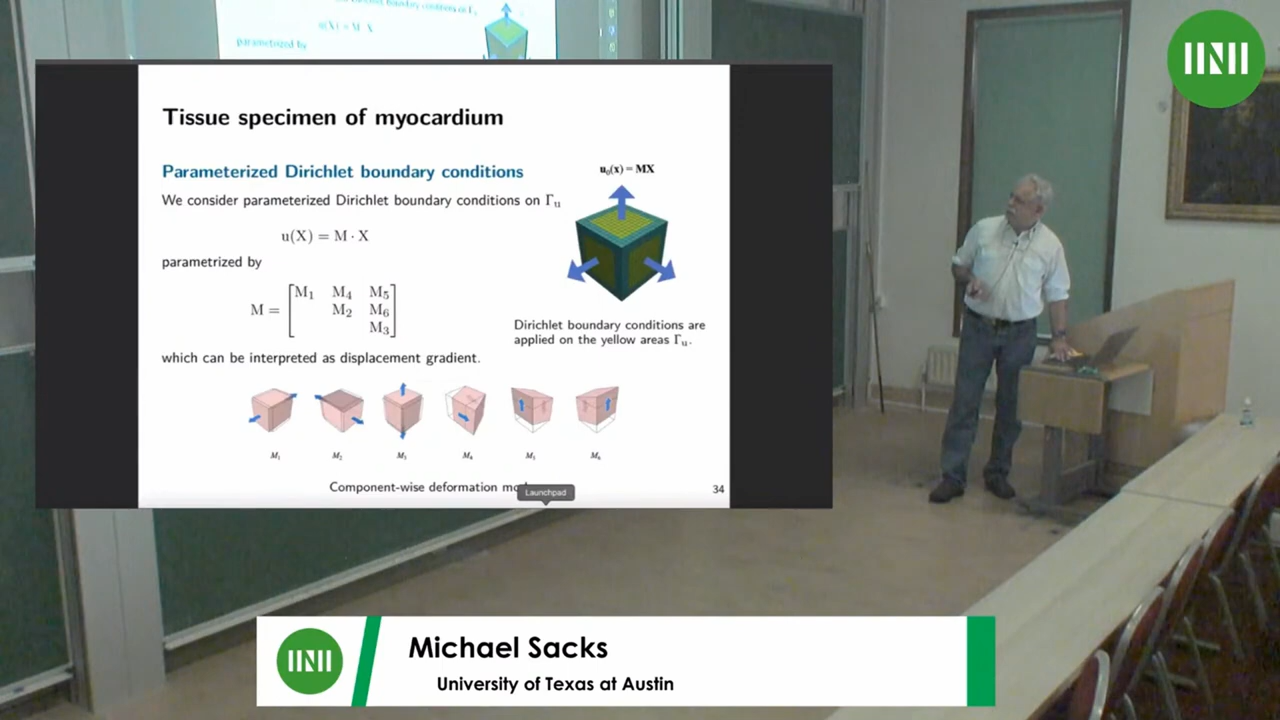 u(X) = M · X
parametrized by
Tissue specimen of myocardium
Parameterized Dirichlet boundary conditions
We consider parameterized Dirichlet boundary conditions on Γu
u(X) = M · X
parametrized by
M = [M1 M4 M5
M2 M6
M3]
which can be interpreted as displacement gradient.
u0(x) = MX
Dirichlet boundary conditions are
applied on the yellow areas Γu.
M1 M2 M3 M4 M5 M6
Component-wise deformation mo
Launchpad
34
Michael Sacks
University of Texas at Austin